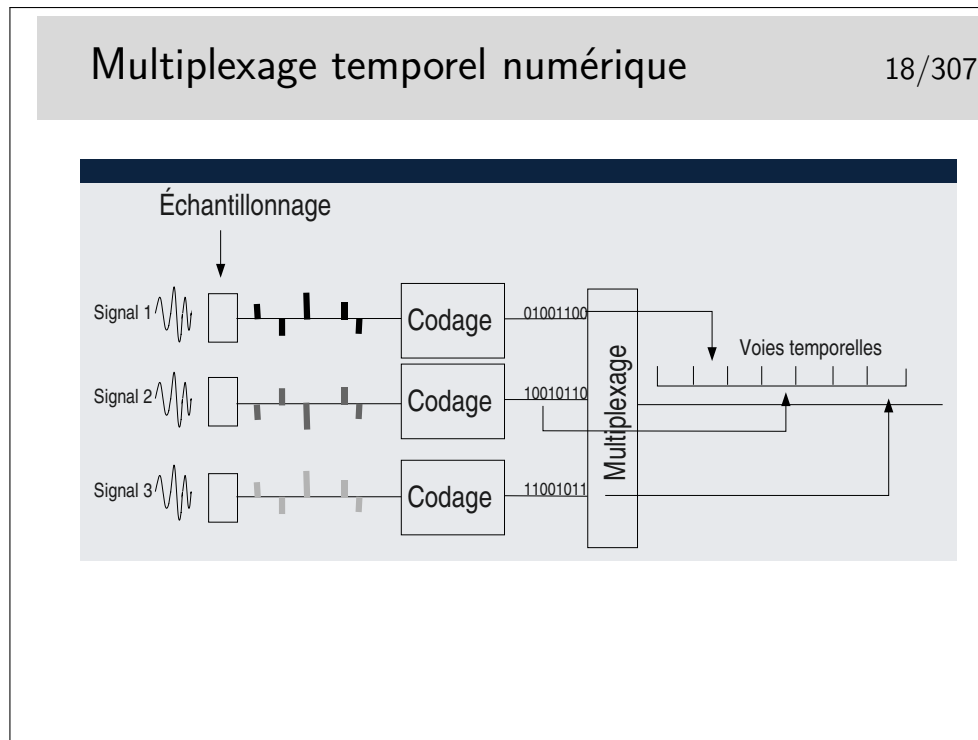 Multiplexage temporel numérique 18/307
Échantillonnage
Signal 1
Codage
01001100
Voies temporelles
Signal 2
Codage
10010110
Multiplexage
Signal 3
Codage
11001011